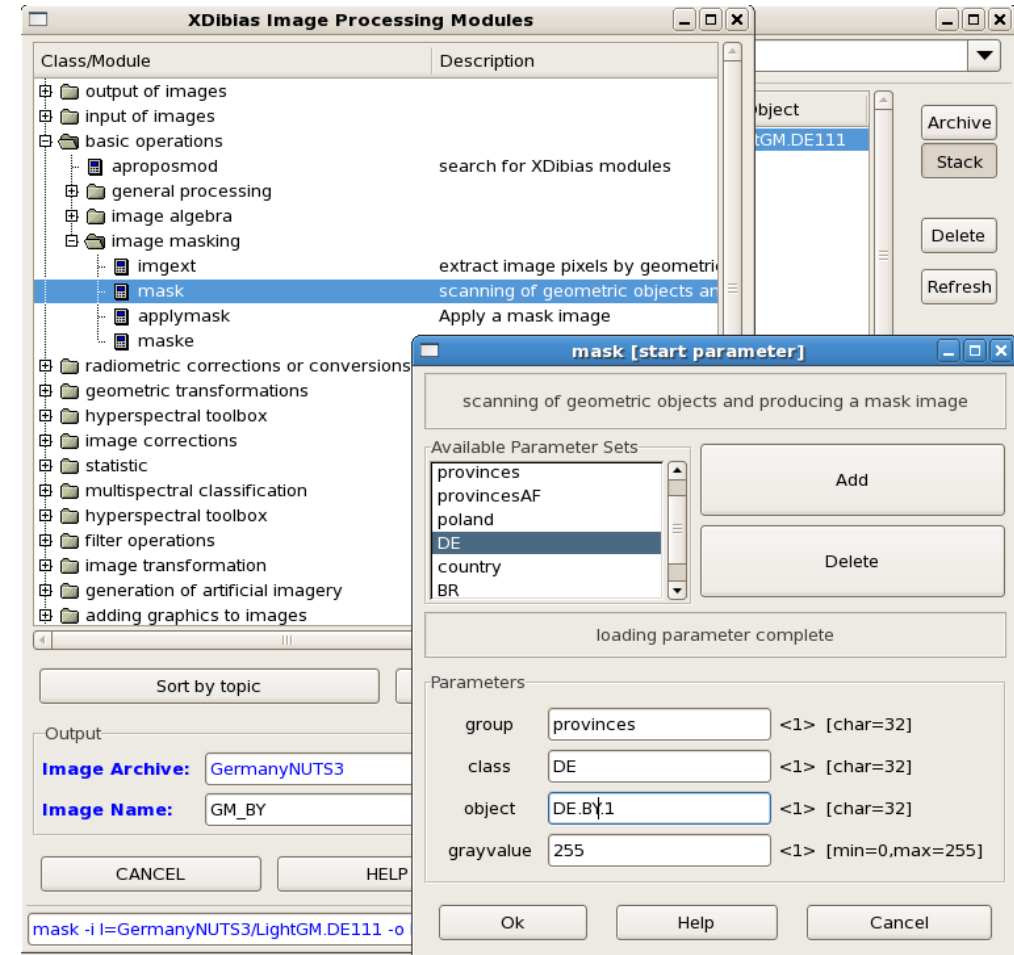 XDibias Image Processing Modules
Class/Module Description
output of images
input of images
basic operations
aproposmod search for XDibias modules
general processing
image algebra
image masking
imgext extract image pixels by geometri
mask scanning of geometric objects an
applymask Apply a mask image
maske
radiometric corrections or conversions
geometric transformations
hyperspectral toolbox
image corrections
statistic
multispectral classification
hyperspectral toolbox
filter operations
image transformation
generation of artificial imagery
adding graphics to images
Sort by topic
Output
Image Archive: GermanyNUTS3
Image Name: GM_BY
CANCEL HELP
mask -i I=GermanyNUTS3/LightGM.DE111 -o
bject
tGM.DE111
Archive
Stack
Delete
Refresh
mask [start parameter]
scanning of geometric objects and producing a mask image
Available Parameter Sets
provinces
provincesAF
poland
DE
country
BR
Add
Delete
loading parameter complete
Parameters
group provinces <1> [char=32]
class DE <1> [char=32]
object DE.BY.1 <1> [char=32]
grayvalue 255 <1> [min=0,max=255]
Ok Help Cancel